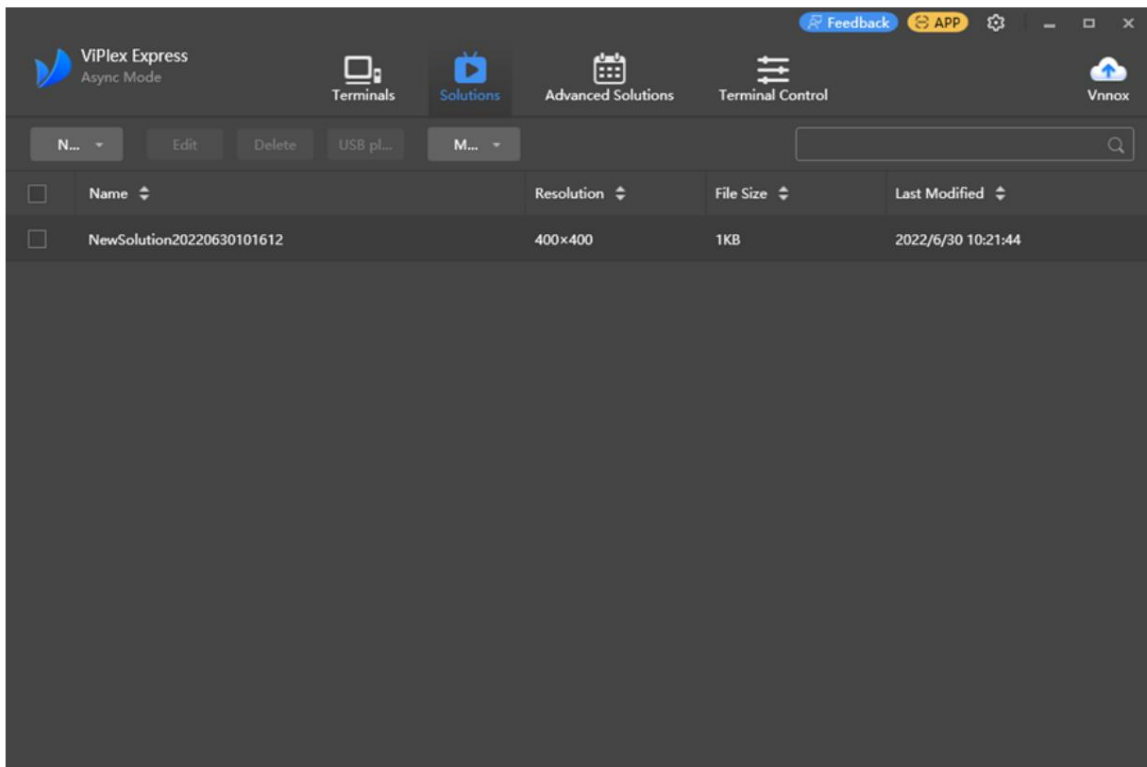 Feedback APP
ViPlex Express
Async Mode
Terminals Solutions Advanced Solutions Terminal Control Vnnox
N... Edit Delete USB pl... M...
Name Resolution File Size Last Modified
NewSolution20220630101612 400×400 1KB 2022/6/30 10:21:44